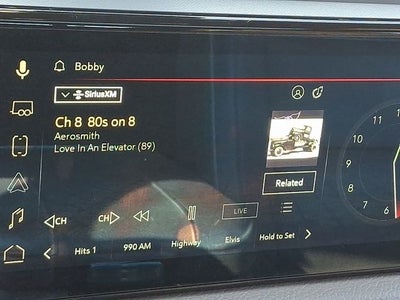 Bobby
SiriusXM
Ch 8 80s on 8
Aerosmith
Love In An Elevator (89)
Related
CH CH LIVE
Hits 1 990 AM Highway Elvis Hold to Set
12
11
10
9
8
7
6